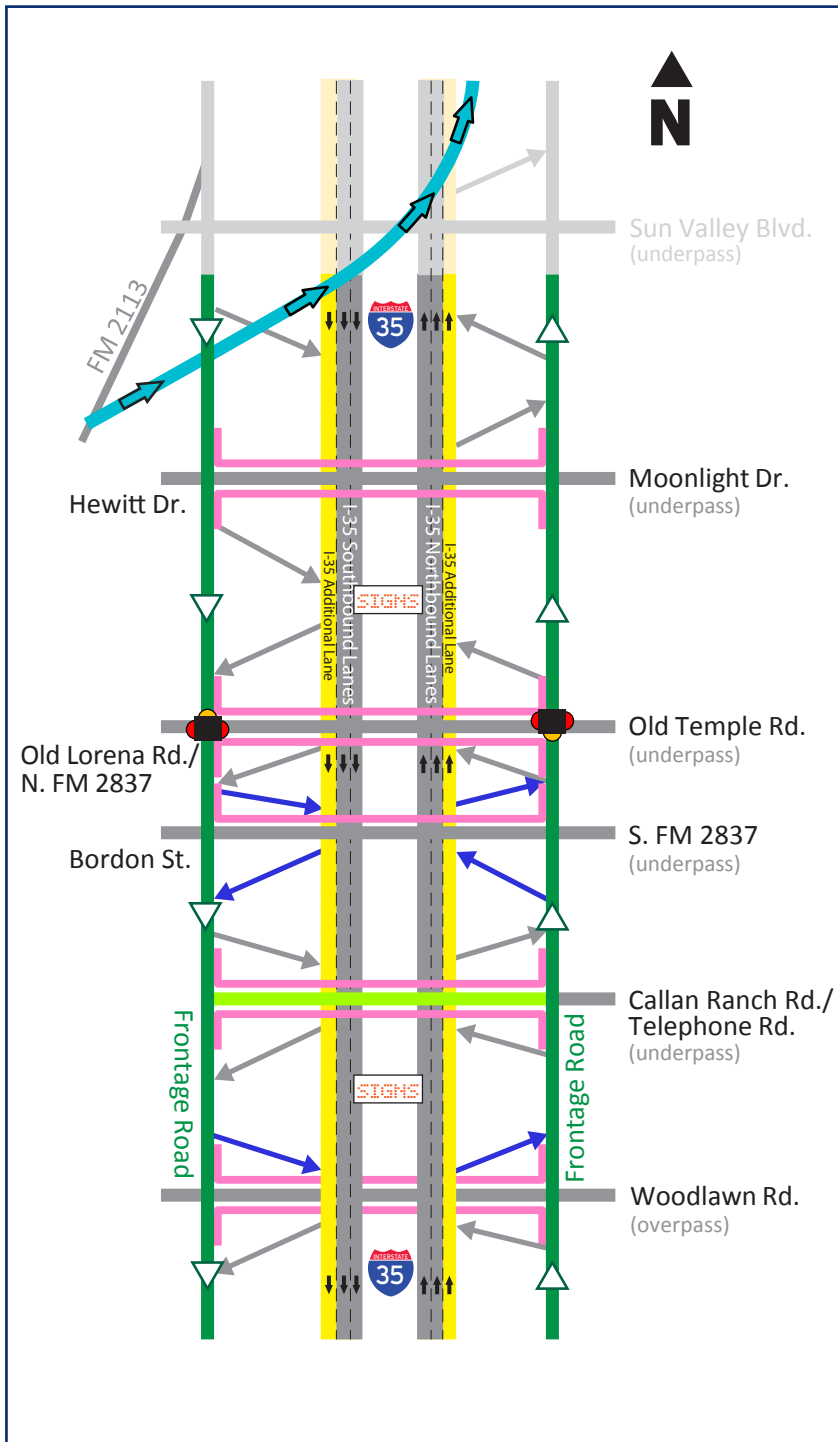 N
Sun Valley Blvd.
(underpass)
FM 2113
INTERSTATE
35
Moonlight Dr.
(underpass)
Hewitt Dr.
I-35 Additional Lane
I-35 Southbound Lanes
I-35 Northbound Lanes
I-35 Additional Lane
SIGNS
Old Temple Rd.
(underpass)
Old Lorena Rd./
N. FM 2837
S. FM 2837
(underpass)
Bordon St.
Callan Ranch Rd./
Telephone Rd.
(underpass)
Frontage Road
Frontage Road
SIGNS
Woodlawn Rd.
(overpass)
INTERSTATE
35